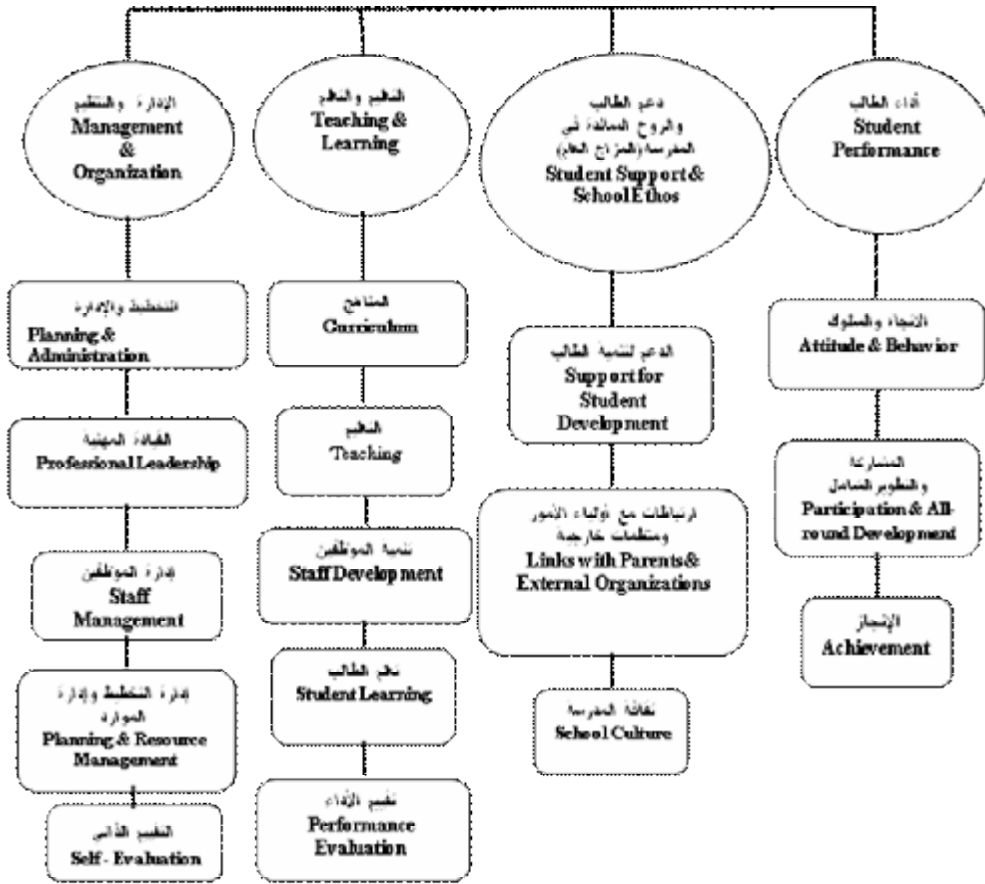 الإدارة والتنظيم
Management
&
Organization
التخطيط والإدارة
Planning &
Administration
القيادة المهنية
Professional Leadership
إدارة الموظفين
Staff
Management
إدارة التخطيط وإدارة
الموارد
Planning & Resource
Management
التقييم الذاتي
Self - Evaluation
التعليم والتعلم
Teaching &
Learning
المناهج
Curriculum
التعليم
Teaching
تنمية الموظفين
Staff Development
تعلم الطالب
Student Learning
تقييم الأداء
Performance
Evaluation
دعم الطالب
والروح السائدة في
المدرسة (المزاج العام)
Student Support &
School Ethos
الدعم لتنمية الطالب
Support for
Student
Development
ارتباطات مع أولياء الأمور
ومنظمات خارجية
Links with Parents &
External Organizations
ثقافة المدرسة
School Culture
أداء الطالب
Student
Performance
الاتجاه والسلوك
Attitude & Behavior
المشاركة
والتطوير الشامل
Participation & All-
round Development
الإنجاز
Achievement